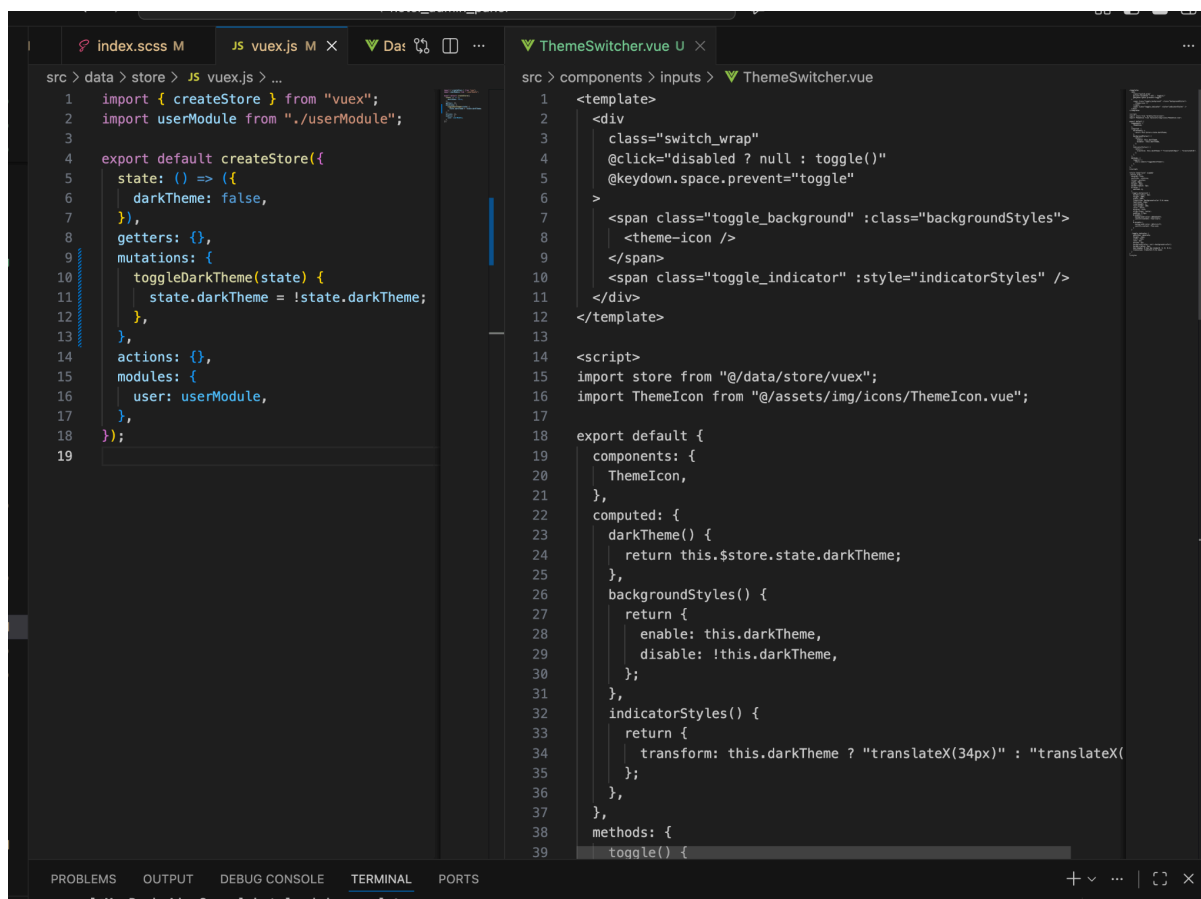 index.scss M
JS vuex.js M
Das
src > data > store > JS vuex.js > ...
1 import { createStore } from "vuex";
2 import userModule from "./userModule";
3
4 export default createStore({
5   state: () => ({
6     darkTheme: false,
7   }),
8   getters: {},
9   mutations: {
10     toggleDarkTheme(state) {
11       state.darkTheme = !state.darkTheme;
12     },
13   },
14   actions: {},
15   modules: {
16     user: userModule,
17   },
18 });
19
ThemeSwitcher.vue U
src > components > inputs > ThemeSwitcher.vue
1 <template>
2   <div
3     class="switch_wrap"
4     @click="disabled ? null : toggle()"
5     @keydown.space.prevent="toggle"
6   >
7     <span class="toggle_background" :class="backgroundStyles">
8       <theme-icon />
9     </span>
10     <span class="toggle_indicator" :style="indicatorStyles" />
11   </div>
12 </template>
13
14 <script>
15 import store from "@/data/store/vuex";
16 import ThemeIcon from "@/assets/img/icons/ThemeIcon.vue";
17
18 export default {
19   components: {
20     ThemeIcon,
21   },
22   computed: {
23     darkTheme() {
24       return this.$store.state.darkTheme;
25     },
26     backgroundStyles() {
27       return {
28         enable: this.darkTheme,
29         disable: !this.darkTheme,
30       };
31     },
32     indicatorStyles() {
33       return {
34         transform: this.darkTheme ? "translateX(34px)" : "translateX(
35       };
36     },
37   },
38   methods: {
39     toggle() {
PROBLEMS OUTPUT DEBUG CONSOLE TERMINAL PORTS